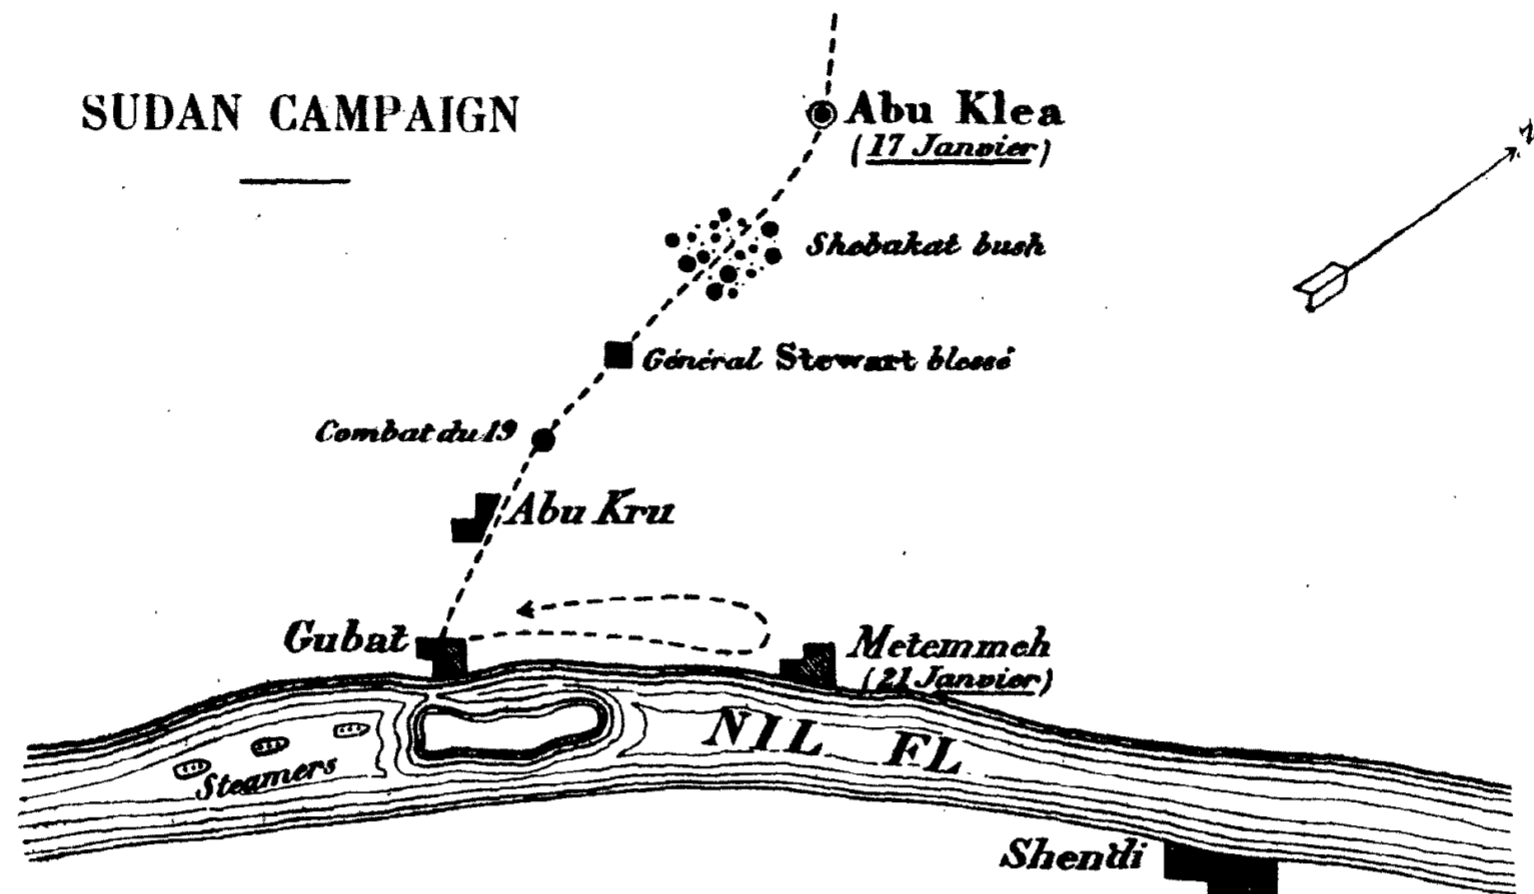 SUDAN CAMPAIGN
Abu Klea
(17 Janvier)
Shebakat bush
Général Stewart blessé
Combat du 19
Abu Kru
Gubat
Metemmeh
(21 Janvier)
NIL FL
Steamers
Shendi